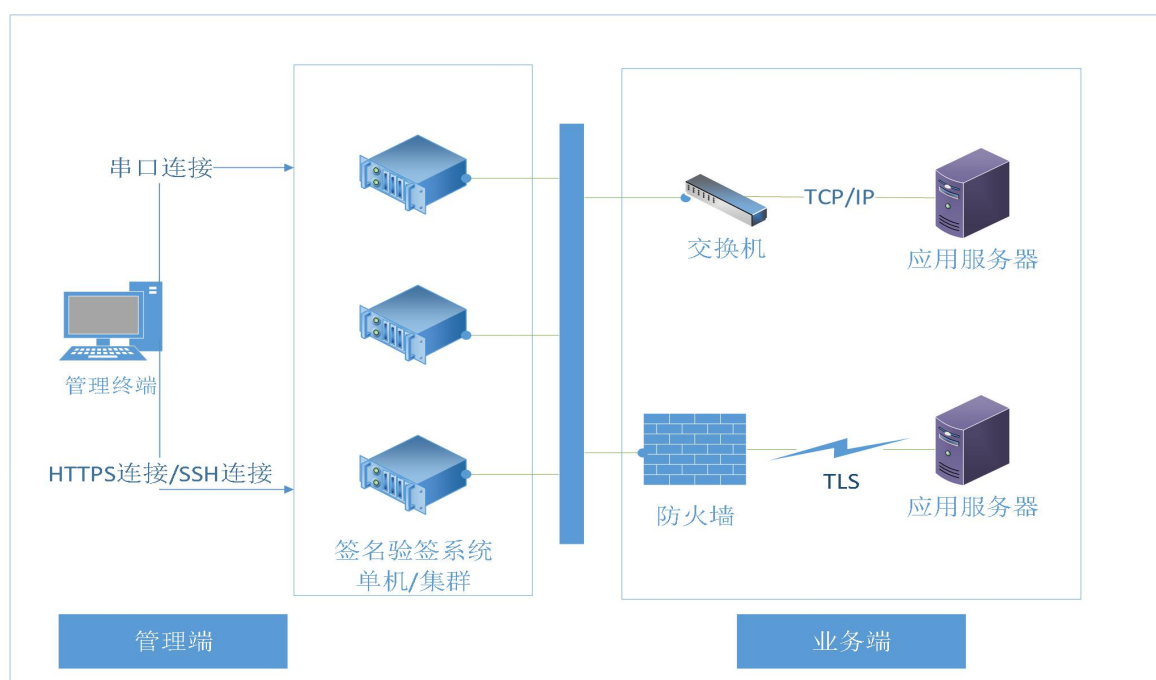 串口连接
管理终端
HTTPS连接/SSH连接
签名验签系统
单机/集群
交换机
TCP/IP
应用服务器
防火墙
TLS
应用服务器
管理端
业务端